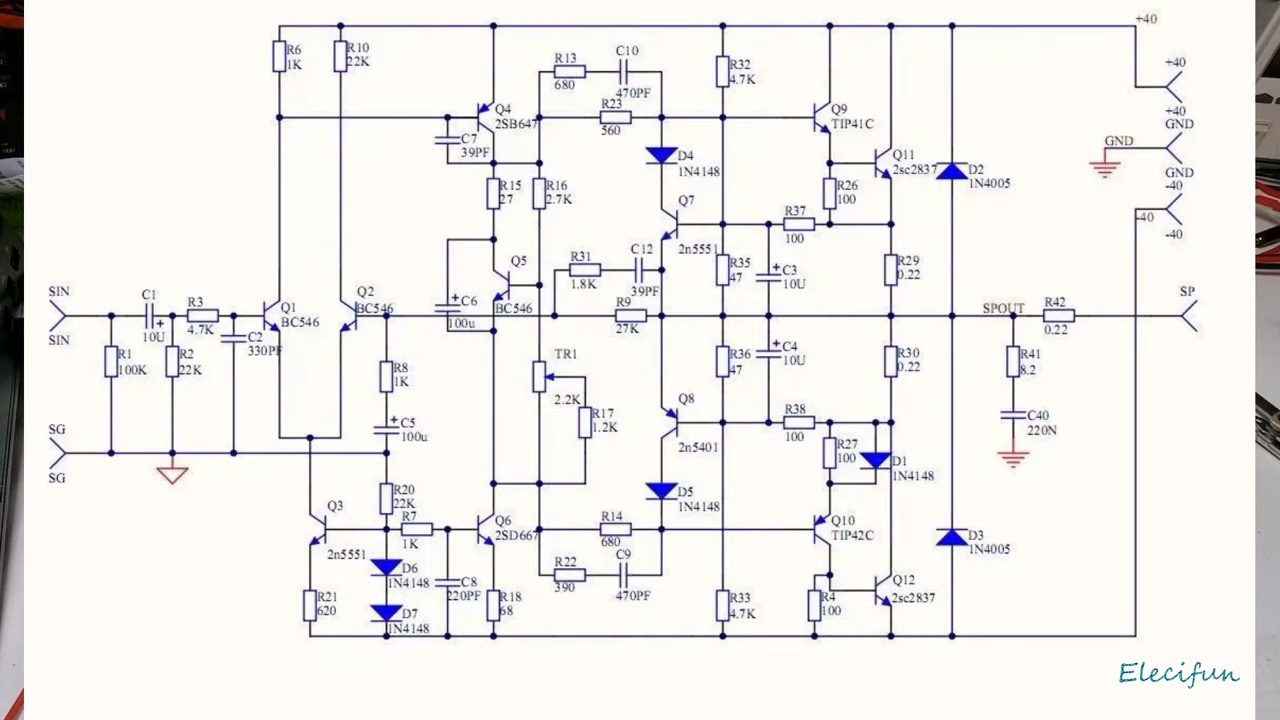 +40
R6
1K
R10
22K
R13
680
C10
470PF
R32
4.7K
+40
+40
Q4
2SB647
R23
560
Q9
TIP41C
C7
39PF
D4
1N4148
Q11
2sc2837
D2
1N4005
GND
GND
GND
R15
27
R16
2.7K
Q7
2n5551
R26
100
-40
-40
-40
R37
100
Q5
BC546
R31
1.8K
C12
39PF
R35
47
C3
10U
R29
0.22
SIN
SIN
C1
10U
R3
4.7K
Q1
BC546
Q2
BC546
C6
100u
R9
27K
SPOUT
R42
0.22
SP
R1
100K
R2
22K
C2
330PF
R8
1K
TR1
2.2K
R36
47
C4
10U
R30
0.22
R41
8.2
C5
100u
R17
1.2K
Q8
2n5401
R38
100
C40
220N
SG
SG
R27
100
D1
1N4148
R20
22K
D5
1N4148
Q3
2n5551
R7
1K
Q6
2SD667
R14
680
Q10
TIP42C
D3
1N4005
D6
1N4148
C8
220PF
R22
390
C9
470PF
Q12
2sc2837
R21
620
D7
1N4148
R18
68
R33
4.7K
R4
100
Elecifun